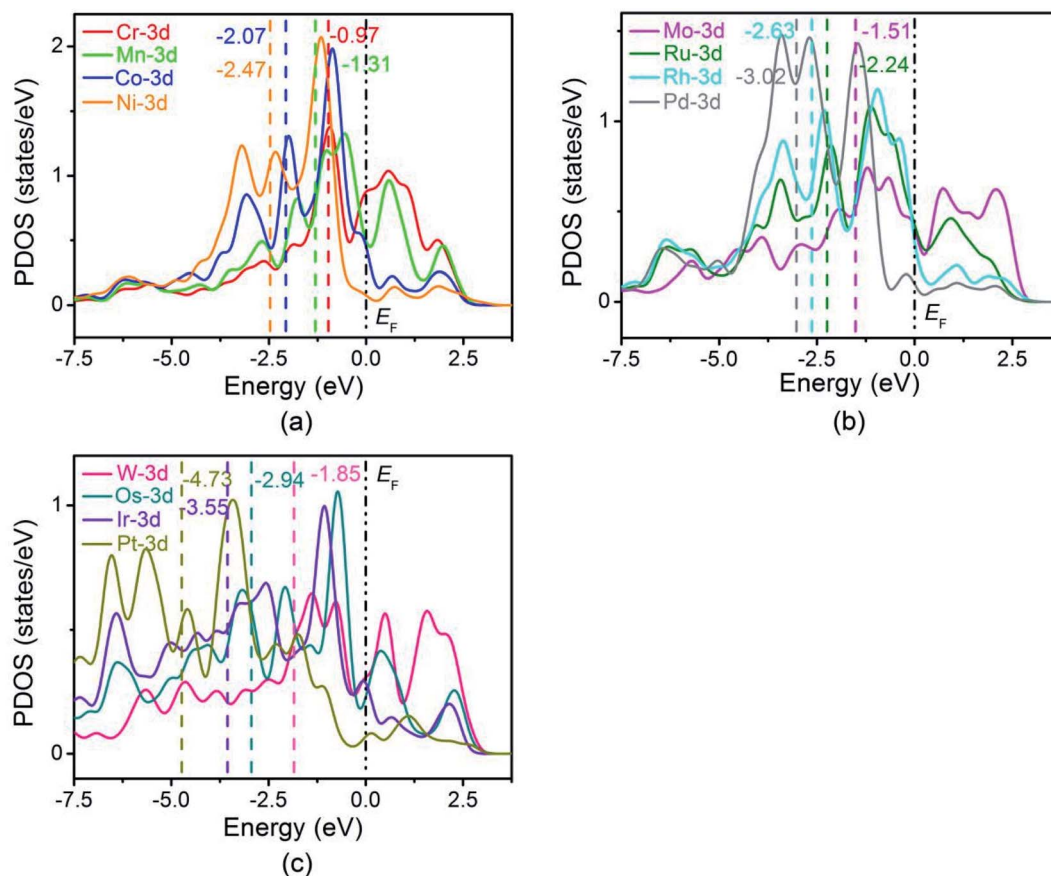 Cr-3d
Mn-3d
Co-3d
Ni-3d
-2.07
-2.47
-0.97
-1.31
2
1
0
PDOS (states/eV)
E_F
-7.5 -5.0 -2.5 0.0 2.5
Energy (eV)
(a)
Mo-3d
Ru-3d
Rh-3d
Pd-3d
-2.63
-3.02
-1.51
-2.24
1
0
PDOS (states/eV)
E_F
-7.5 -5.0 -2.5 0.0 2.5
Energy (eV)
(b)
W-3d
Os-3d
Ir-3d
Pt-3d
-4.73
-3.55
-2.94
-1.85
E_F
1
0
PDOS (states/eV)
-7.5 -5.0 -2.5 0.0 2.5
Energy (eV)
(c)